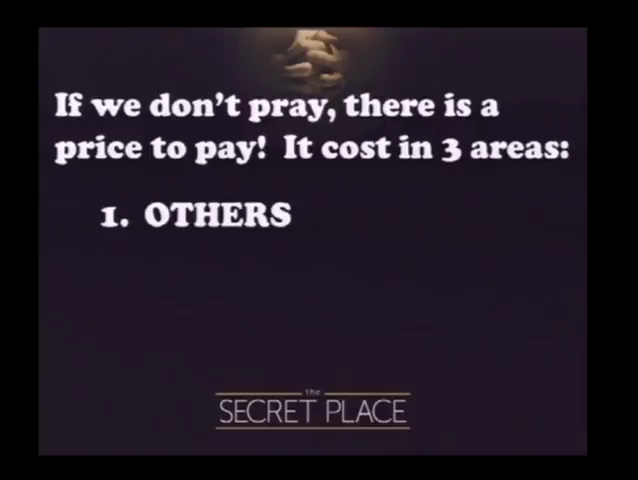 If we don't pray, there is a
price to pay! It cost in 3 areas:
1. OTHERS
the
SECRET PLACE